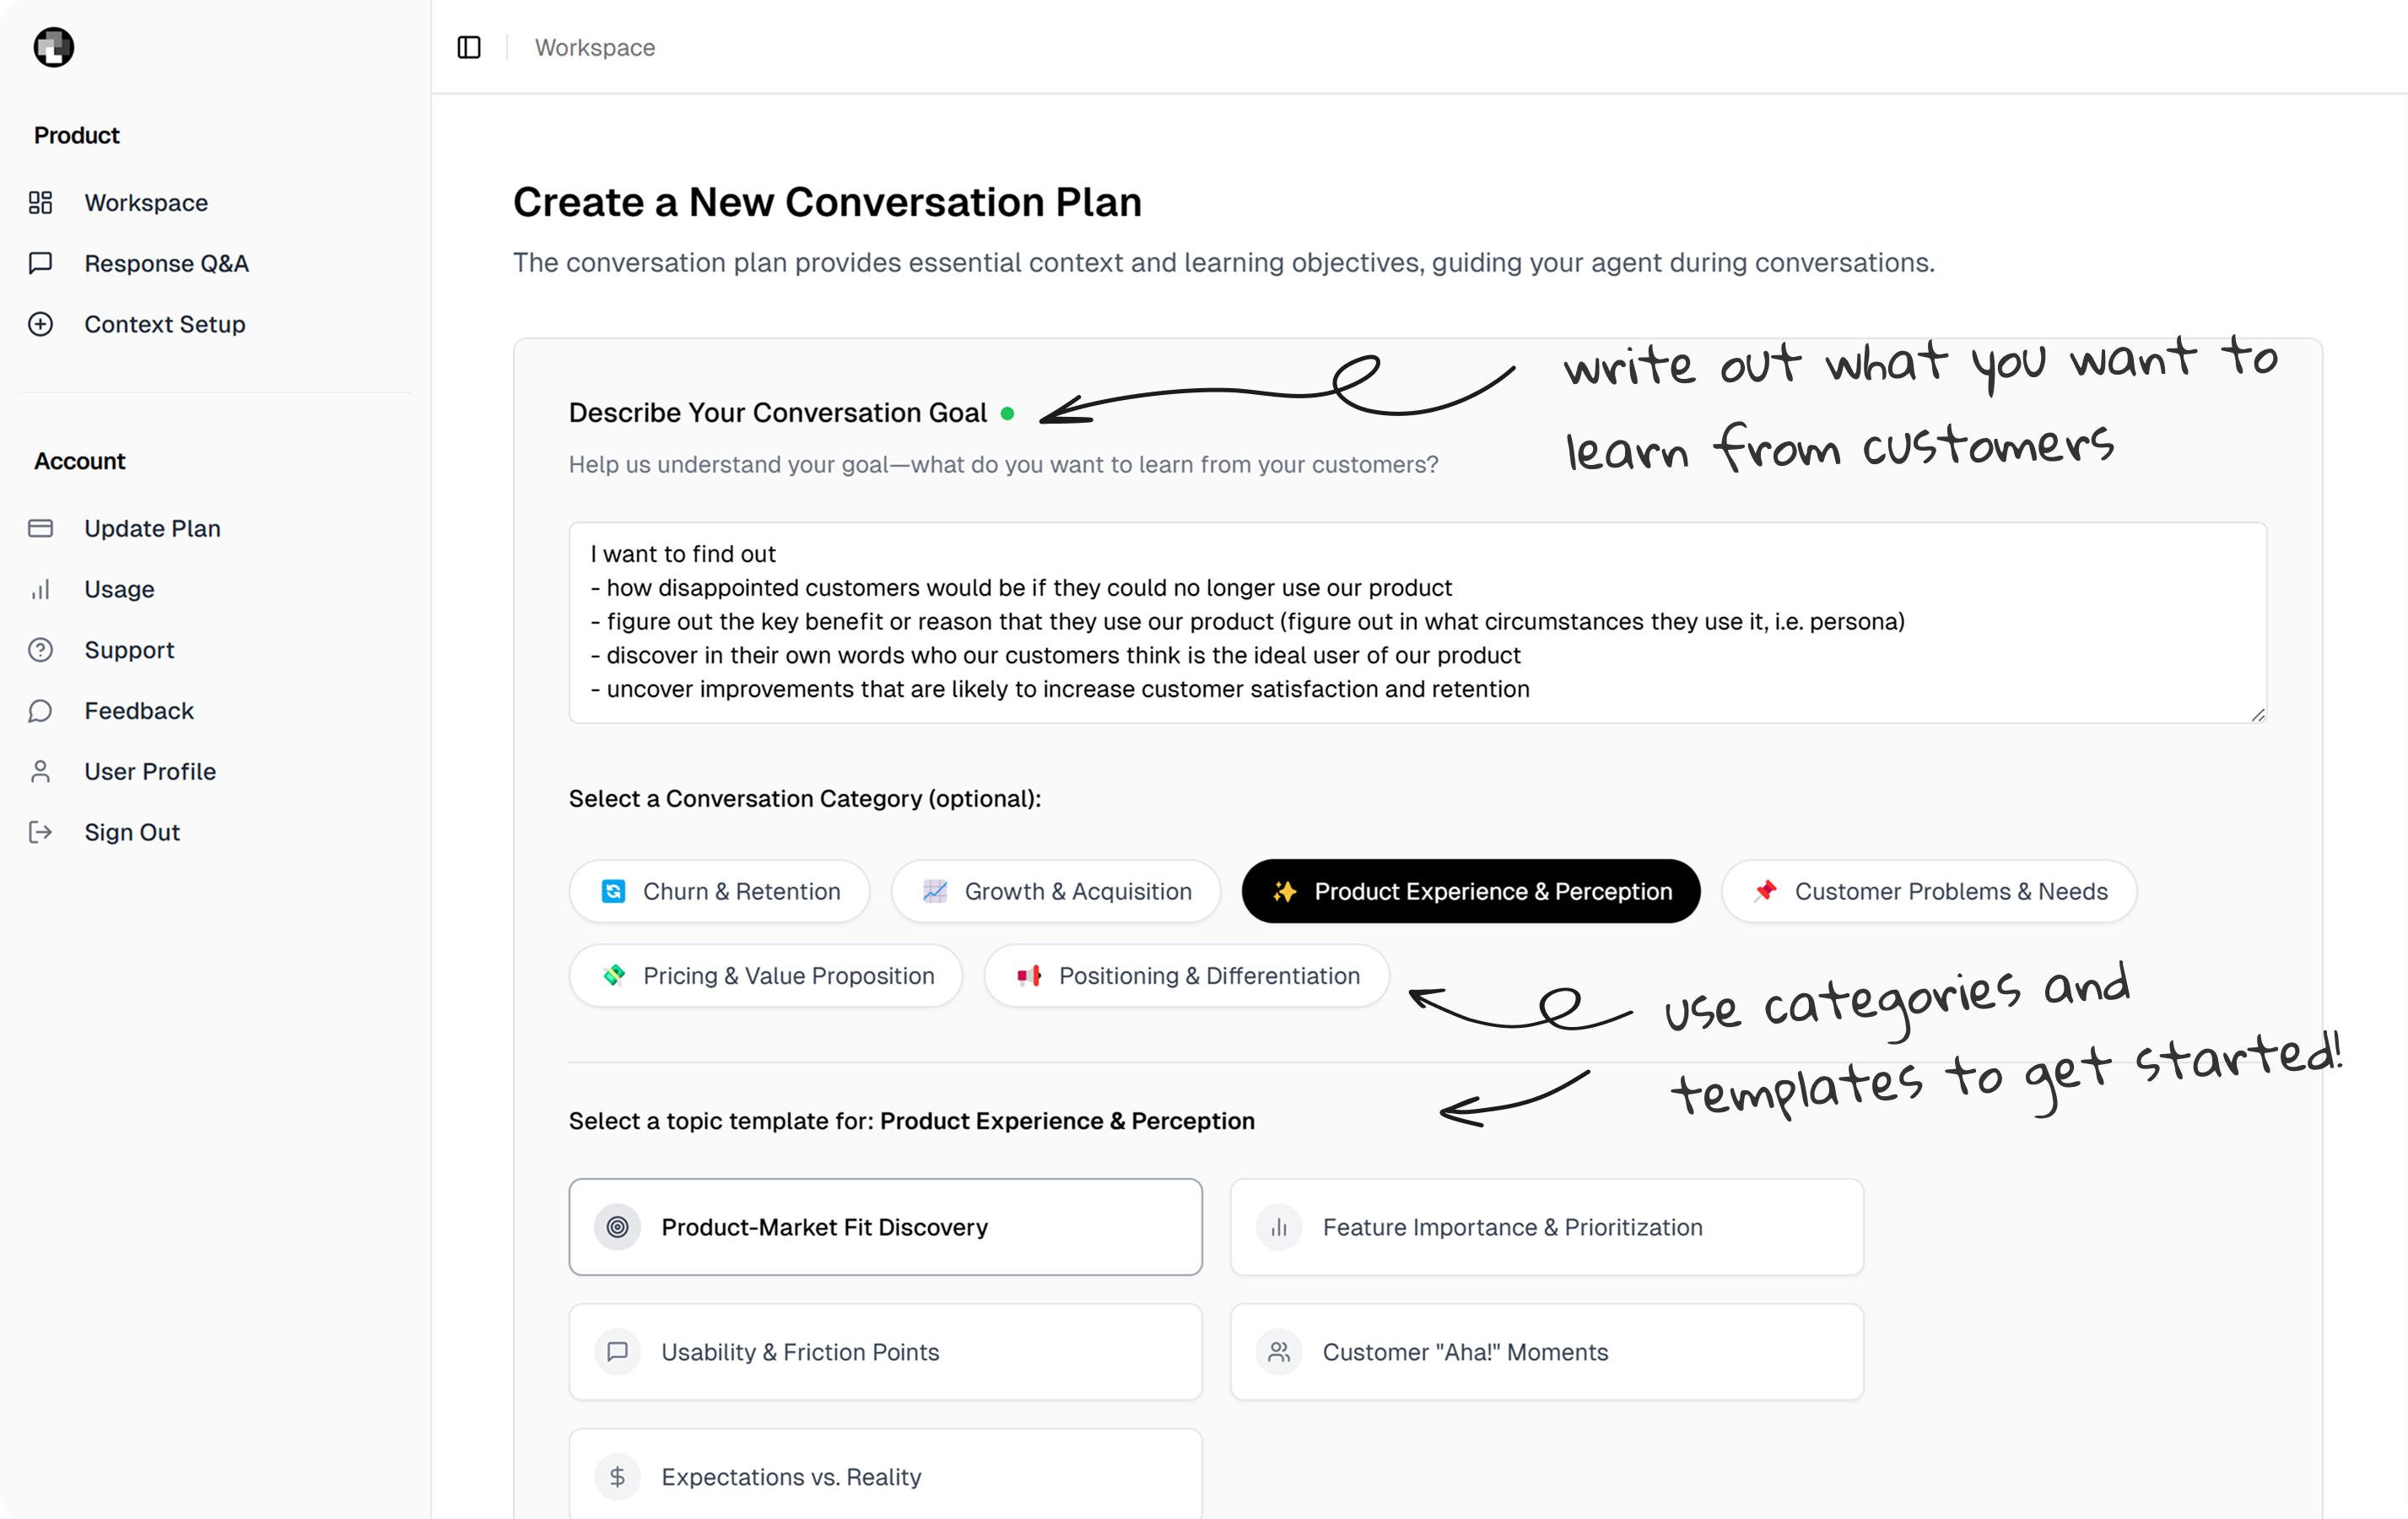 Product
Workspace
Response Q&A
Context Setup
Account
Update Plan
Usage
Support
Feedback
User Profile
Sign Out
Workspace
Create a New Conversation Plan
The conversation plan provides essential context and learning objectives, guiding your agent during conversations.
write out what you want to
learn from customers
Describe Your Conversation Goal
Help us understand your goal—what do you want to learn from your customers?
I want to find out
- how disappointed customers would be if they could no longer use our product
- figure out the key benefit or reason that they use our product (figure out in what circumstances they use it, i.e. persona)
- discover in their own words who our customers think is the ideal user of our product
- uncover improvements that are likely to increase customer satisfaction and retention
Select a Conversation Category (optional):
Churn & Retention
Growth & Acquisition
Product Experience & Perception
Customer Problems & Needs
Pricing & Value Proposition
Positioning & Differentiation
use categories and
templates to get started!
Select a topic template for: Product Experience & Perception
Product-Market Fit Discovery
Feature Importance & Prioritization
Usability & Friction Points
Customer "Aha!" Moments
Expectations vs. Reality